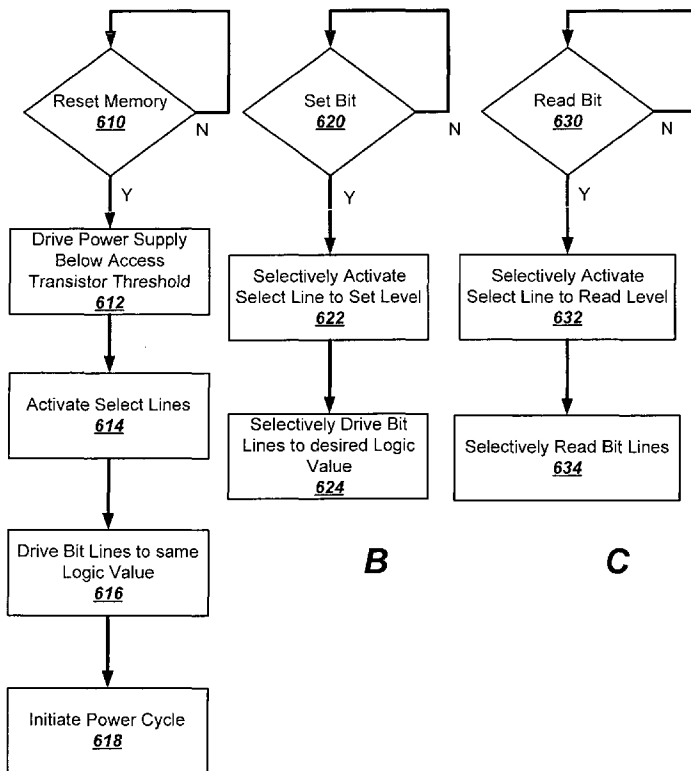 Reset Memory
610
N
Y
Drive Power Supply
Below Access
Transistor Threshold
612
Activate Select Lines
614
Drive Bit Lines to same
Logic Value
616
Initiate Power Cycle
618
Set Bit
620
N
Y
Selectively Activate
Select Line to Set Level
622
Selectively Drive Bit
Lines to desired Logic
Value
624
B
Read Bit
630
N
Y
Selectively Activate
Select Line to Read Level
632
Selectively Read Bit Lines
634
C